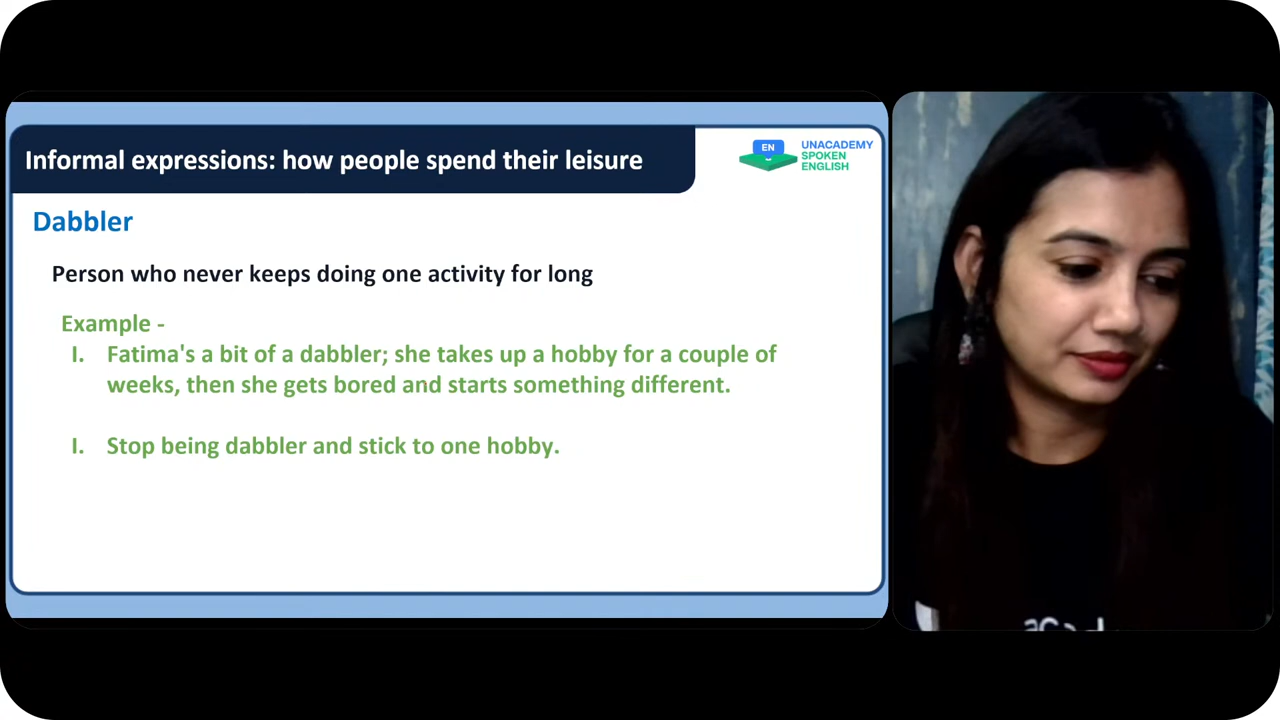 Informal expressions: how people spend their leisure
EN
UNACADEMY
SPOKEN
ENGLISH
Dabbler
Person who never keeps doing one activity for long
Example -
I. Fatima's a bit of a dabbler; she takes up a hobby for a couple of
weeks, then she gets bored and starts something different.
I. Stop being dabbler and stick to one hobby.